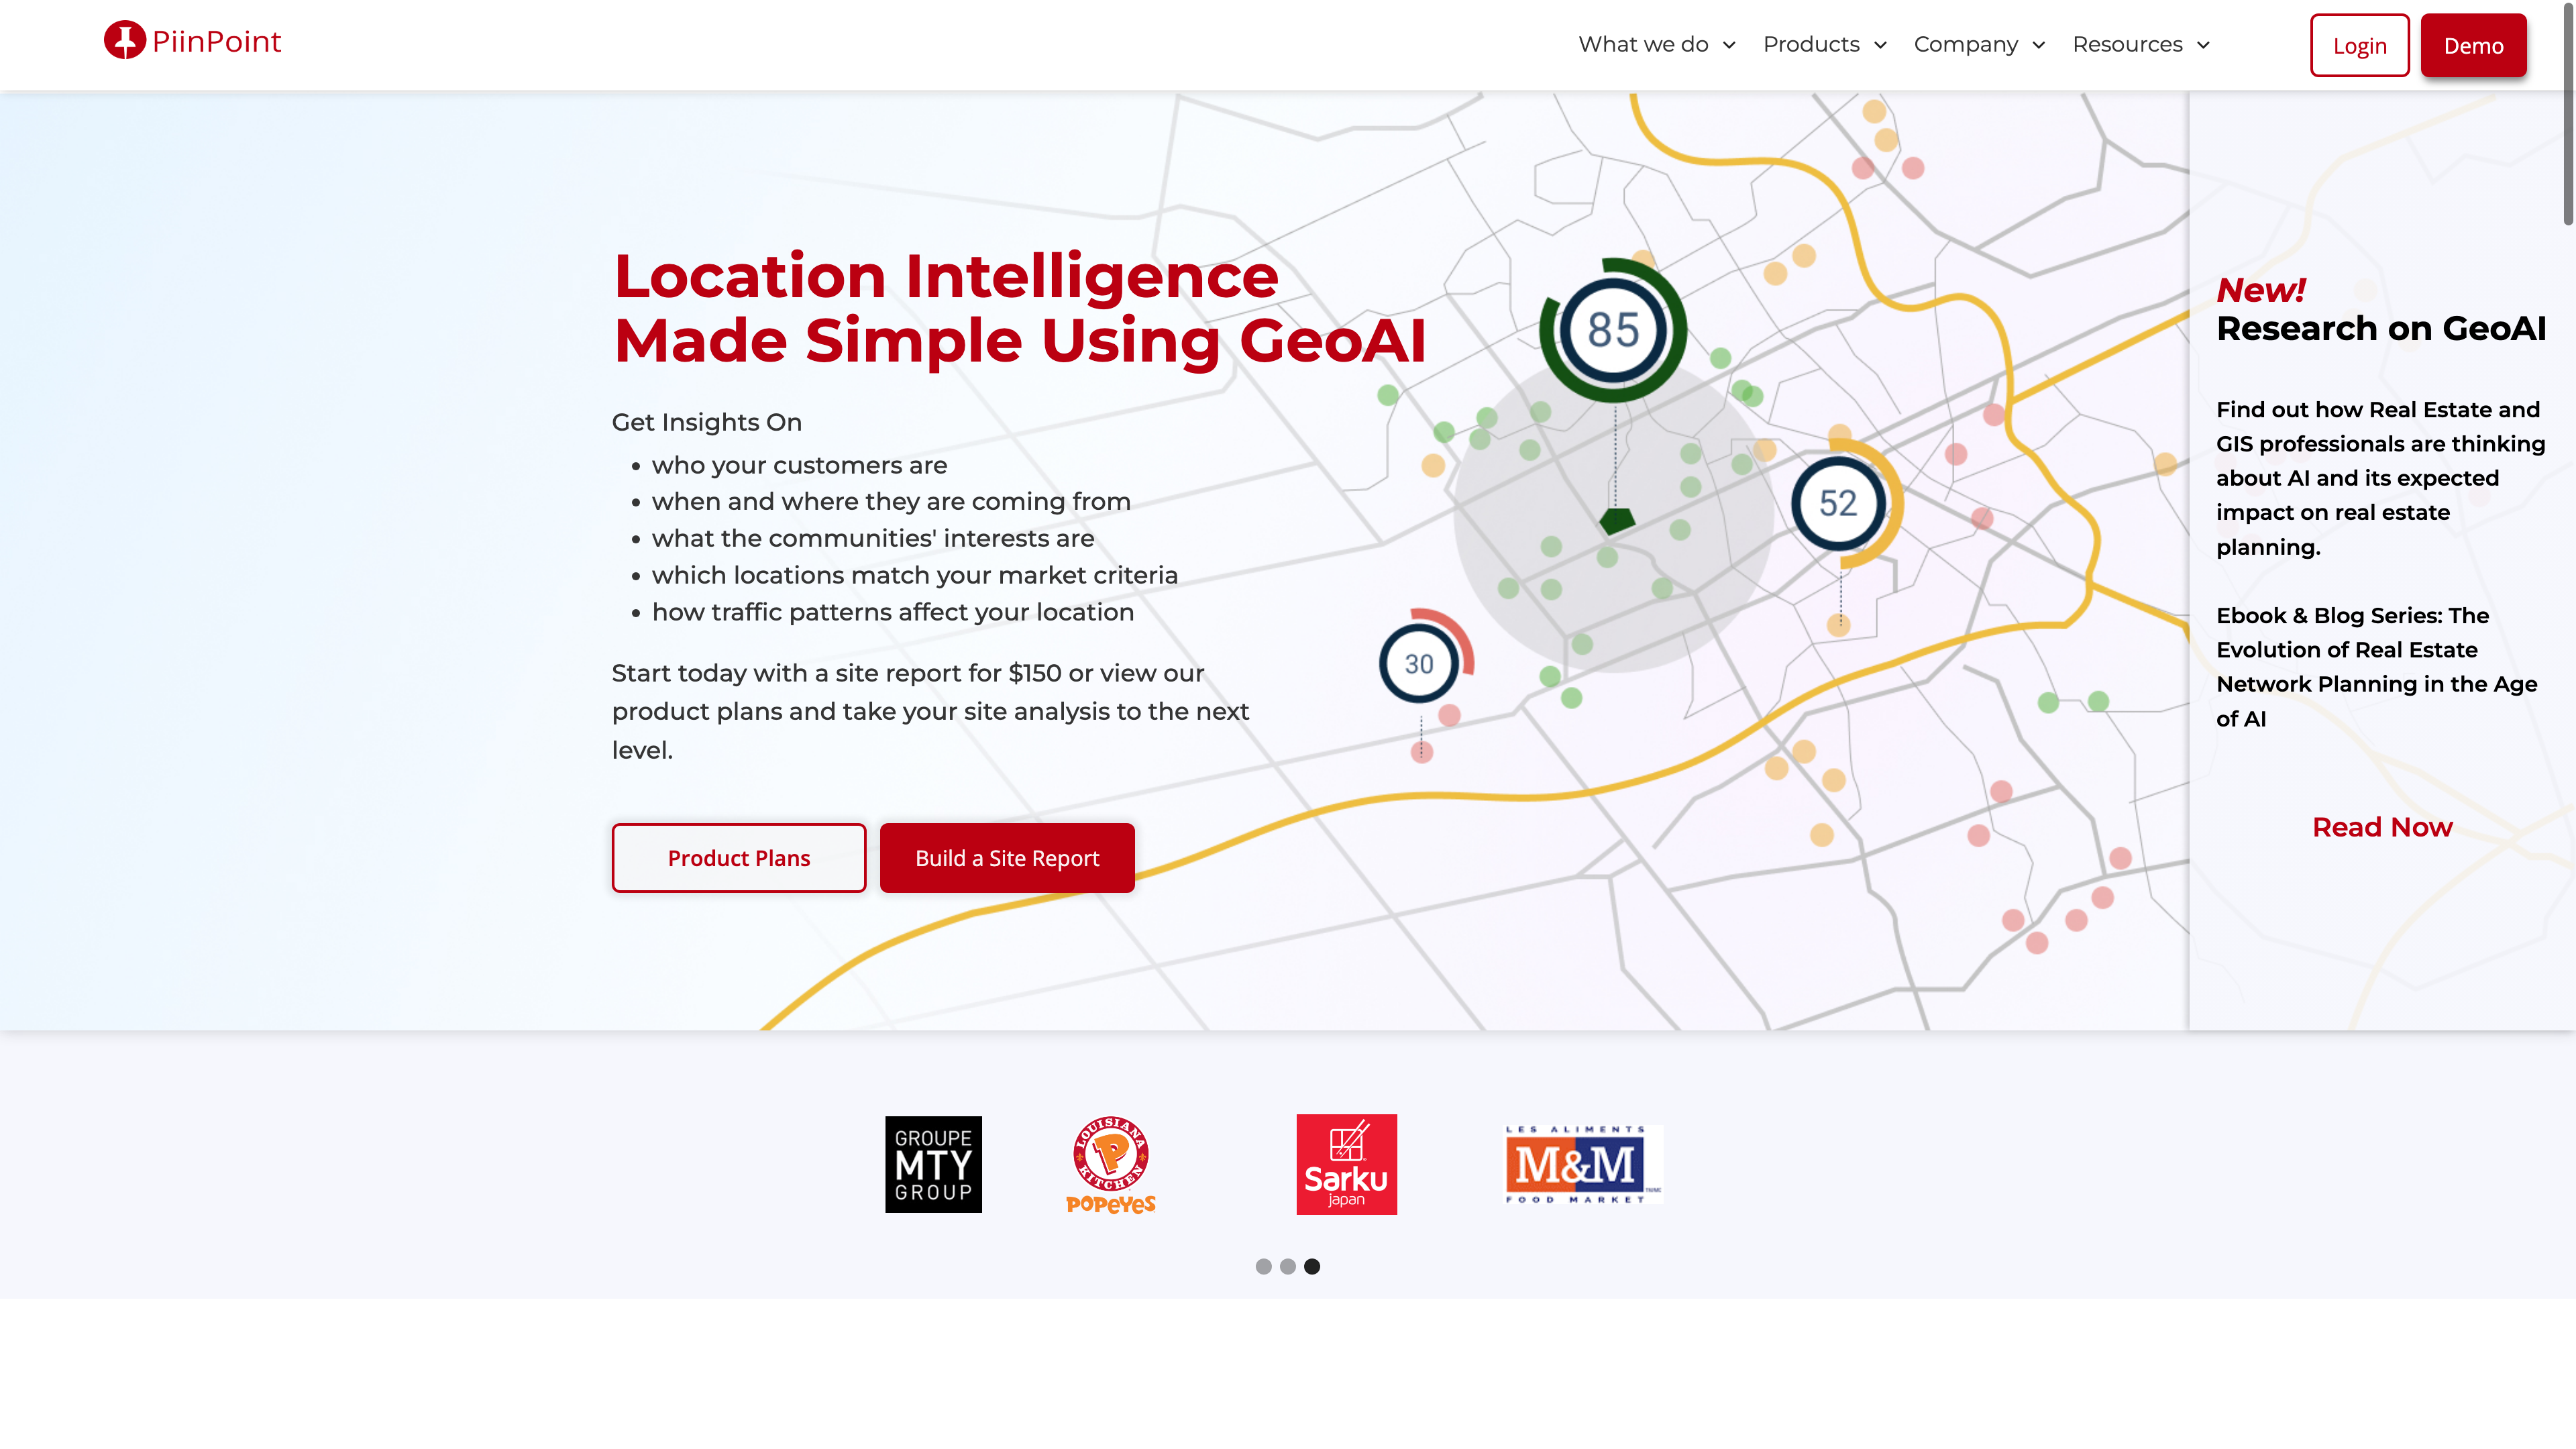 PiinPoint
What we do
Products
Company
Resources
Login
Demo
Location Intelligence
Made Simple Using GeoAI
Get Insights On
who your customers are
when and where they are coming from
what the communities' interests are
which locations match your market criteria
how traffic patterns affect your location
Start today with a site report for $150 or view our
product plans and take your site analysis to the next
level.
Product Plans
Build a Site Report
85
52
30
New!
Research on GeoAI
Find out how Real Estate and
GIS professionals are thinking
about AI and its expected
impact on real estate
planning.
Ebook & Blog Series: The
Evolution of Real Estate
Network Planning in the Age
of AI
Read Now
GROUPE
MTY
GROUP
LOUISIANA
P
KITCHEN
POPEYES
Sarku
japan
LES ALIMENTS
M&M
FOOD MARKET